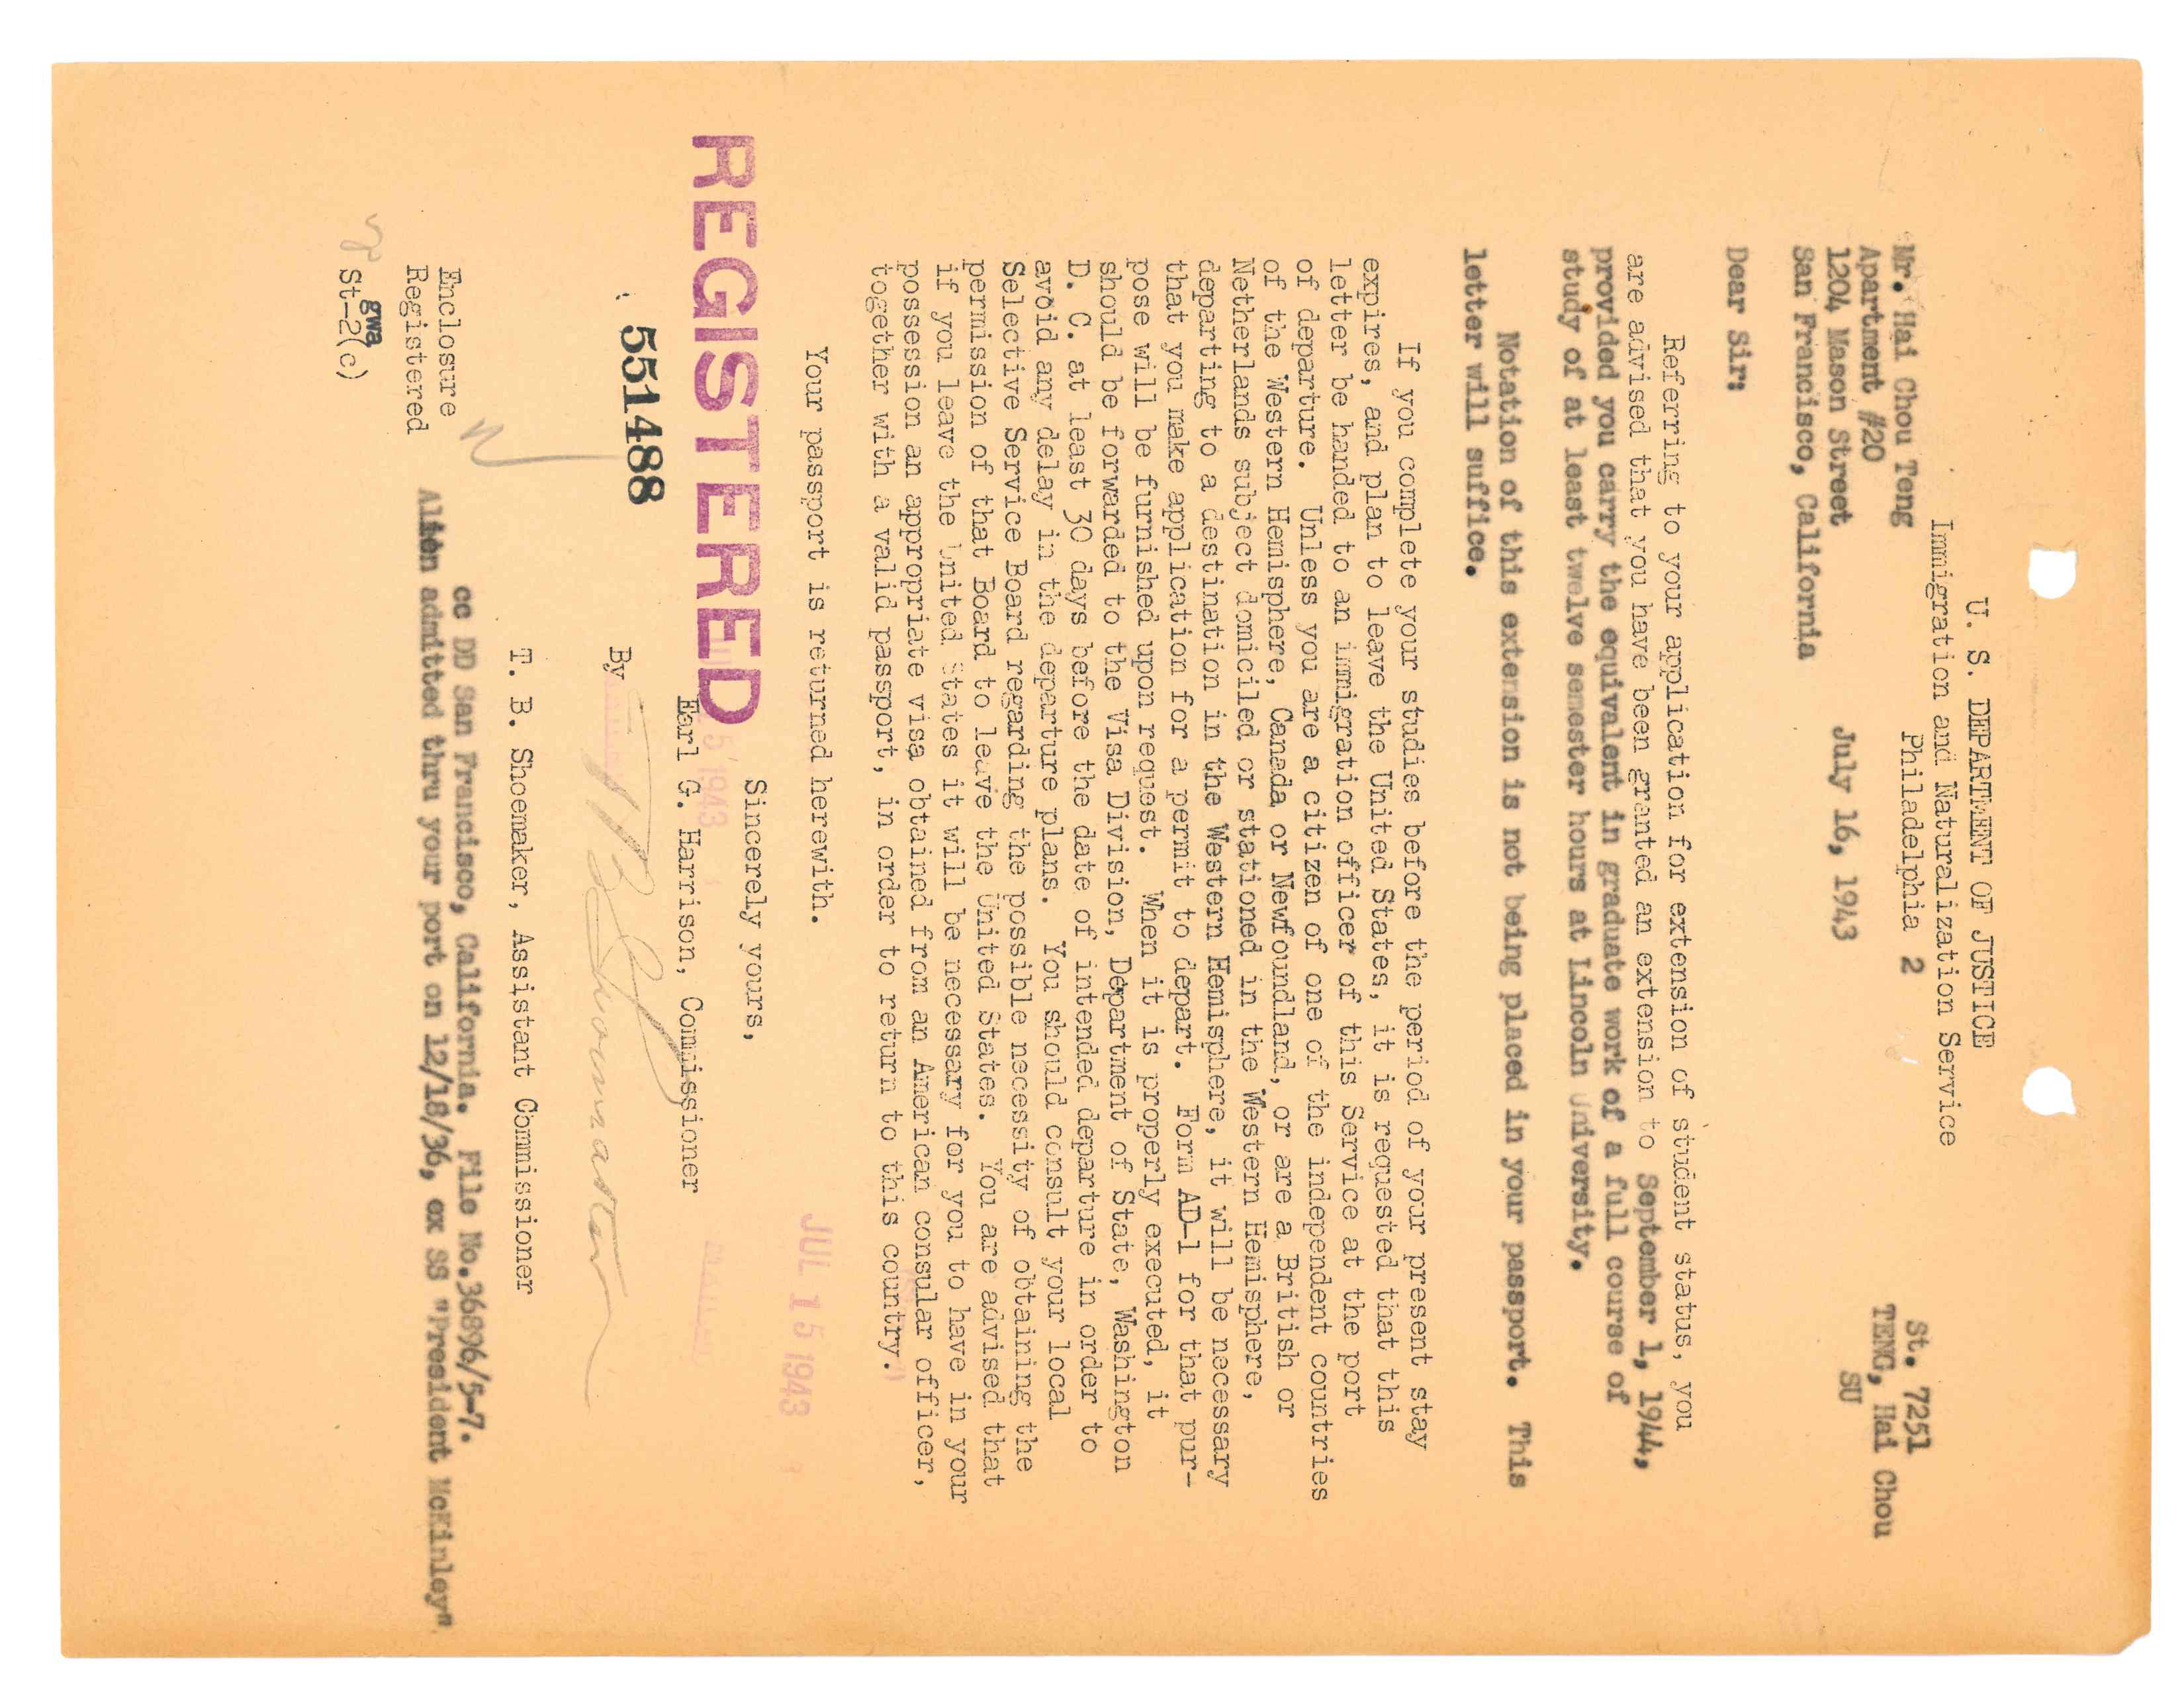 U. S. DEPARTMENT OF JUSTICE
Immigration and Naturalization Service
Philadelphia 2
Mr. Hai Chou Teng
Apartment #20
1204 Mason Street
San Francisco, California
July 16, 1943
St. 7251
TENG, Hai Chou
SU
Dear Sir:
Referring to your application for extension of student status, you
are advised that you have been granted an extension to September 1, 1944,
provided you carry the equivalent in graduate work of a full course of
study of at least twelve semester hours at Lincoln University.
Notation of this extension is not being placed in your passport. This
letter will suffice.
If you complete your studies before the period of your present stay
expires, and plan to leave the United States, it is requested that this
letter be handed to an immigration officer of this Service at the port
of departure. Unless you are a citizen of one of the independent countries
of the Western Hemisphere, Canada or Newfoundland, or are a British or
Netherlands subject domiciled or stationed in the Western Hemisphere,
departing to a destination in the Western Hemisphere, it will be necessary
that you make application for a permit to depart. Form AD-1 for that pur-
pose will be furnished upon request. When it is properly executed, it
should be forwarded to the Visa Division, Department of State, Washington
D. C. at least 30 days before the date of intended departure in order to
avoid any delay in the departure plans. You should consult your local
Selective Service Board regarding the possible necessity of obtaining the
permission of that Board to leave the United States. You are advised that
if you leave the United States it will be necessary for you to have in your
possession an appropriate visa obtained from an American consular officer,
together with a valid passport, in order to return to this country.
Your passport is returned herewith.
JUL 15 1943
Sincerely yours,
REGISTERED
15 1943
MAILED
Earl G. Harrison, Commissioner
551488
By T B Shoemaker
T. B. Shoemaker, Assistant Commissioner
cc DD San Francisco, California. File No.36896/5-7.
Alien admitted thru your port on 12/18/36, ex SS "President McKinley"
Enclosure
Registered
gwa
St-2(c)